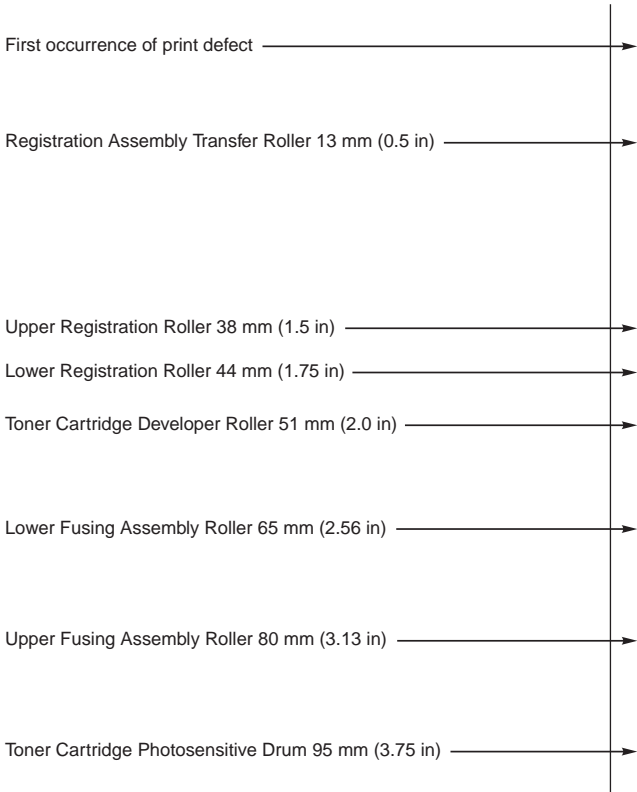 First occurrence of print defect
Registration Assembly Transfer Roller 13 mm (0.5 in)
Upper Registration Roller 38 mm (1.5 in)
Lower Registration Roller 44 mm (1.75 in)
Toner Cartridge Developer Roller 51 mm (2.0 in)
Lower Fusing Assembly Roller 65 mm (2.56 in)
Upper Fusing Assembly Roller 80 mm (3.13 in)
Toner Cartridge Photosensitive Drum 95 mm (3.75 in)